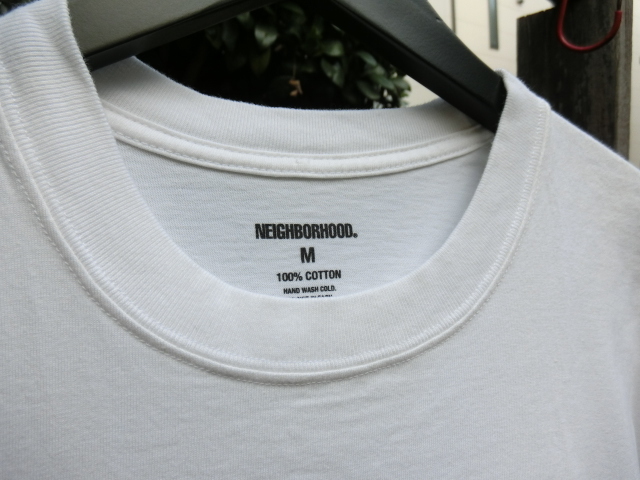 NEIGHBORHOOD.
M
100% COTTON
HAND WASH COLD.